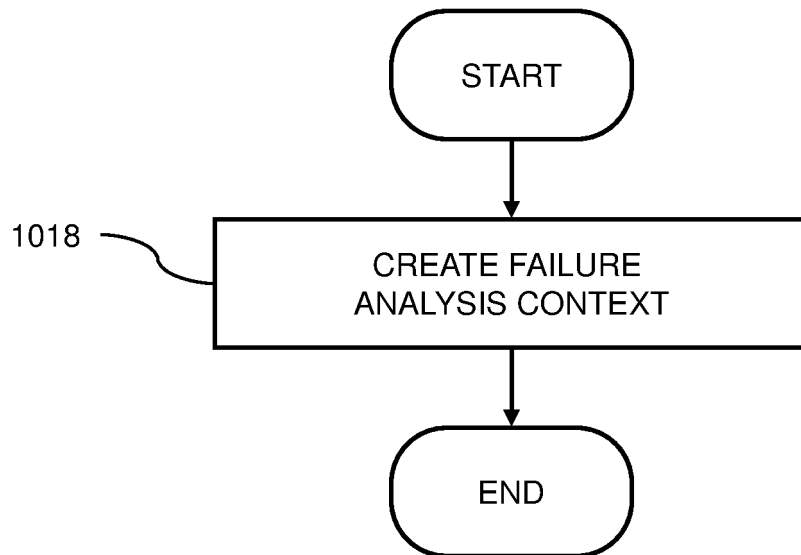 START
1018
CREATE FAILURE
ANALYSIS CONTEXT
END